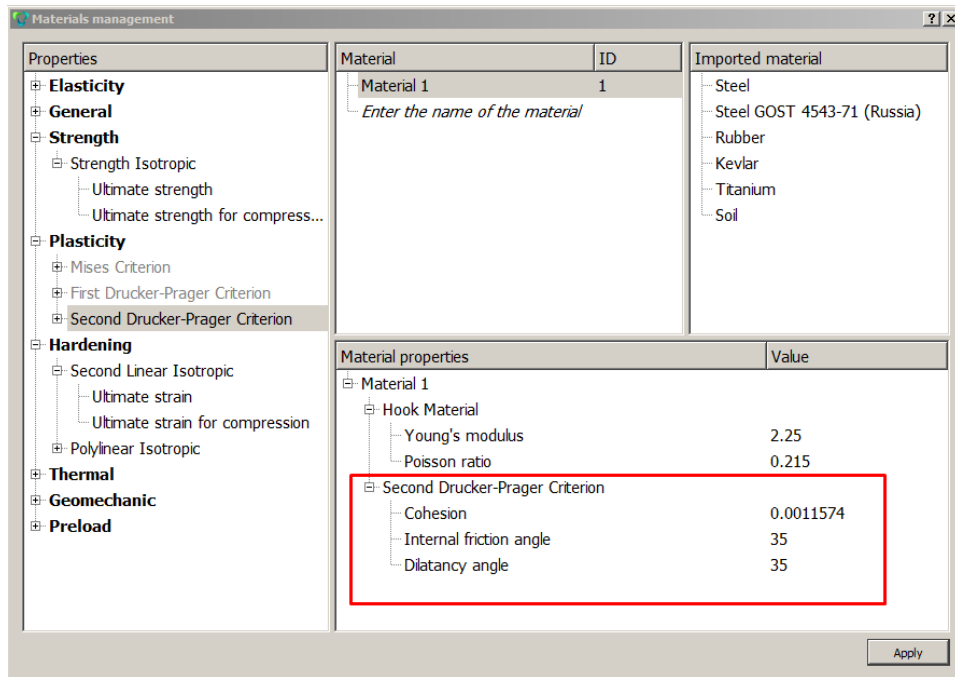 Materials management
Properties
Elasticity
General
Strength
Strength Isotropic
Ultimate strength
Ultimate strength for compress...
Plasticity
Mises Criterion
First Drucker-Prager Criterion
Second Drucker-Prager Criterion
Hardening
Second Linear Isotropic
Ultimate strain
Ultimate strain for compression
Polylinear Isotropic
Thermal
Geomechanic
Preload
Material ID
Material 1 1
Enter the name of the material
Imported material
Steel
Steel GOST 4543-71 (Russia)
Rubber
Kevlar
Titanium
Soil
Material properties Value
Material 1
Hook Material
Young's modulus 2.25
Poisson ratio 0.215
Second Drucker-Prager Criterion
Cohesion 0.0011574
Internal friction angle 35
Dilatancy angle 35
Apply